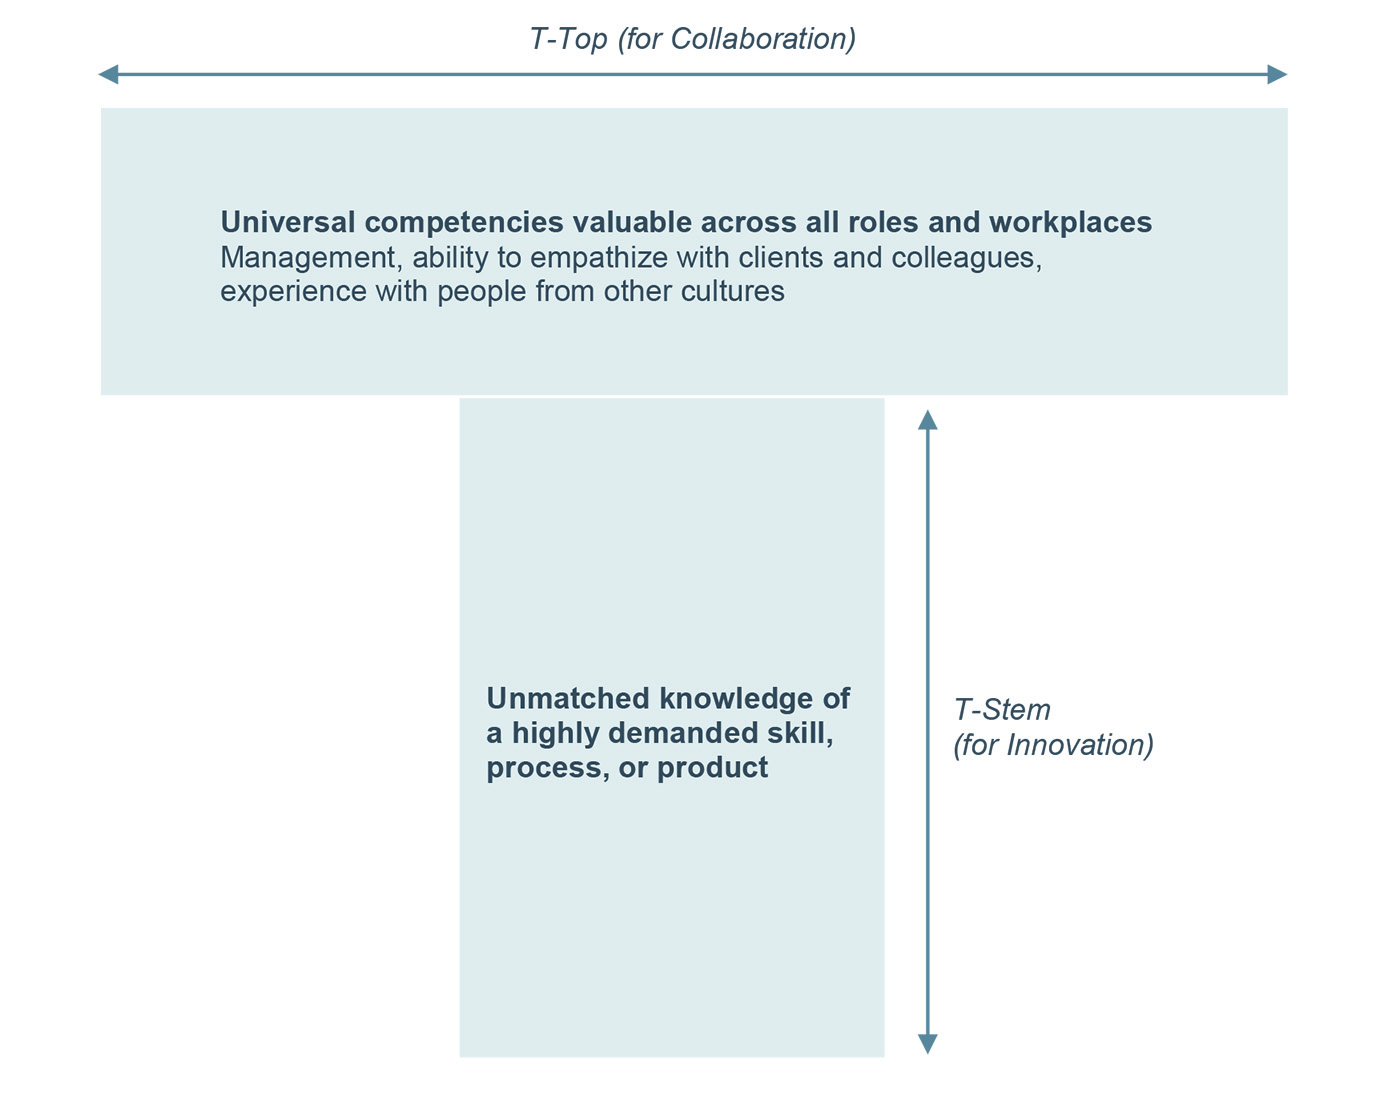 T-Top (for Collaboration)
Universal competencies valuable across all roles and workplaces
Management, ability to empathize with clients and colleagues,
experience with people from other cultures
Unmatched knowledge of
a highly demanded skill,
process, or product
T-Stem
(for Innovation)